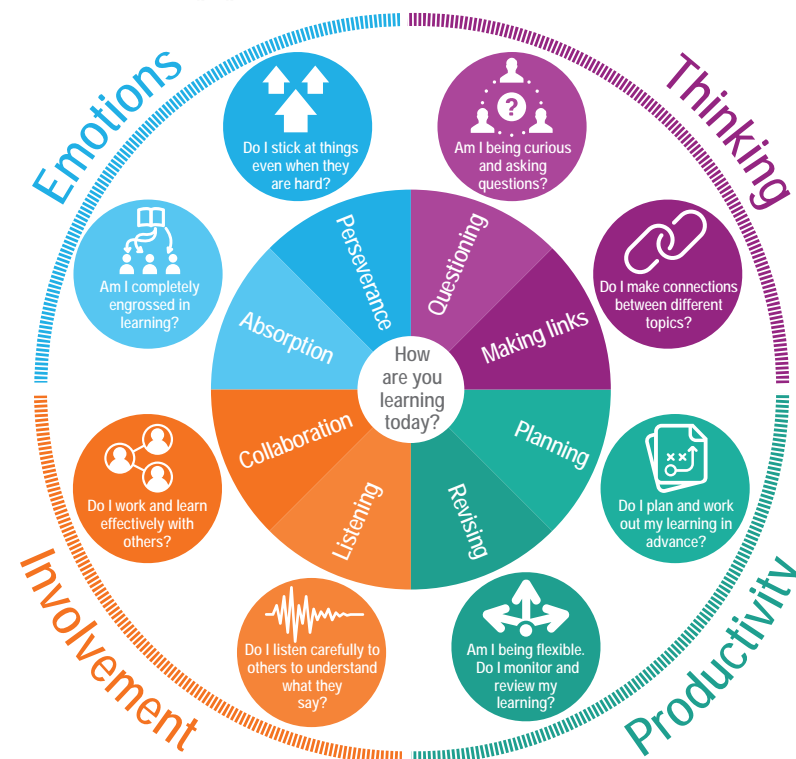 Emotions
Thinking
Do I stick at things
even when they
are hard?
Am I being curious
and asking
questions?
?
Am I completely
engrossed in
learning?
Do I make connections
between different
topics?
Perseverance
Questioning
Absorption
Making links
How
are you
learning
today?
Collaboration
Planning
Listening
Revising
Do I work and learn
effectively with
others?
Do I plan and work
out my learning in
advance?
Do I listen carefully to
others to understand
what they
say?
Am I being flexible.
Do I monitor and
review my
learning?
Involvement
Productivity